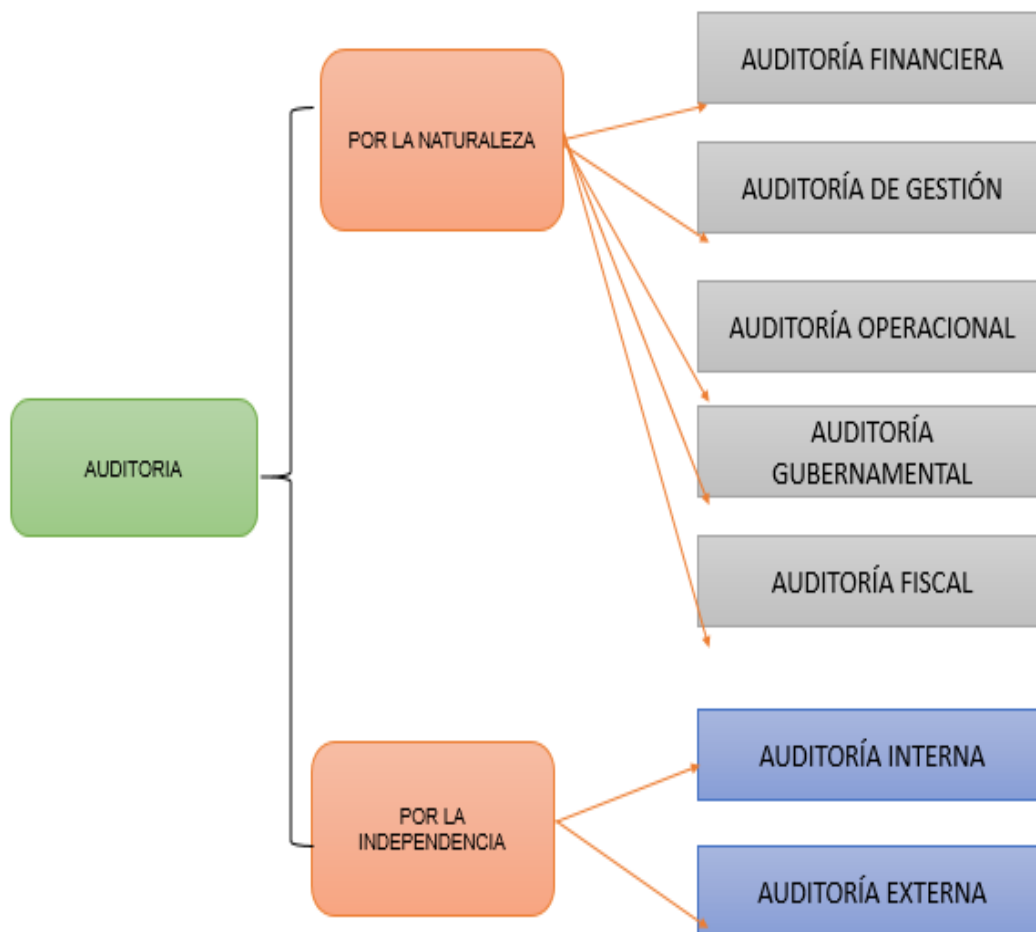 AUDITORIA
POR LA NATURALEZA
AUDITORÍA FINANCIERA
AUDITORÍA DE GESTIÓN
AUDITORÍA OPERACIONAL
AUDITORÍA
GUBERNAMENTAL
AUDITORÍA FISCAL
POR LA
INDEPENDENCIA
AUDITORÍA INTERNA
AUDITORÍA EXTERNA